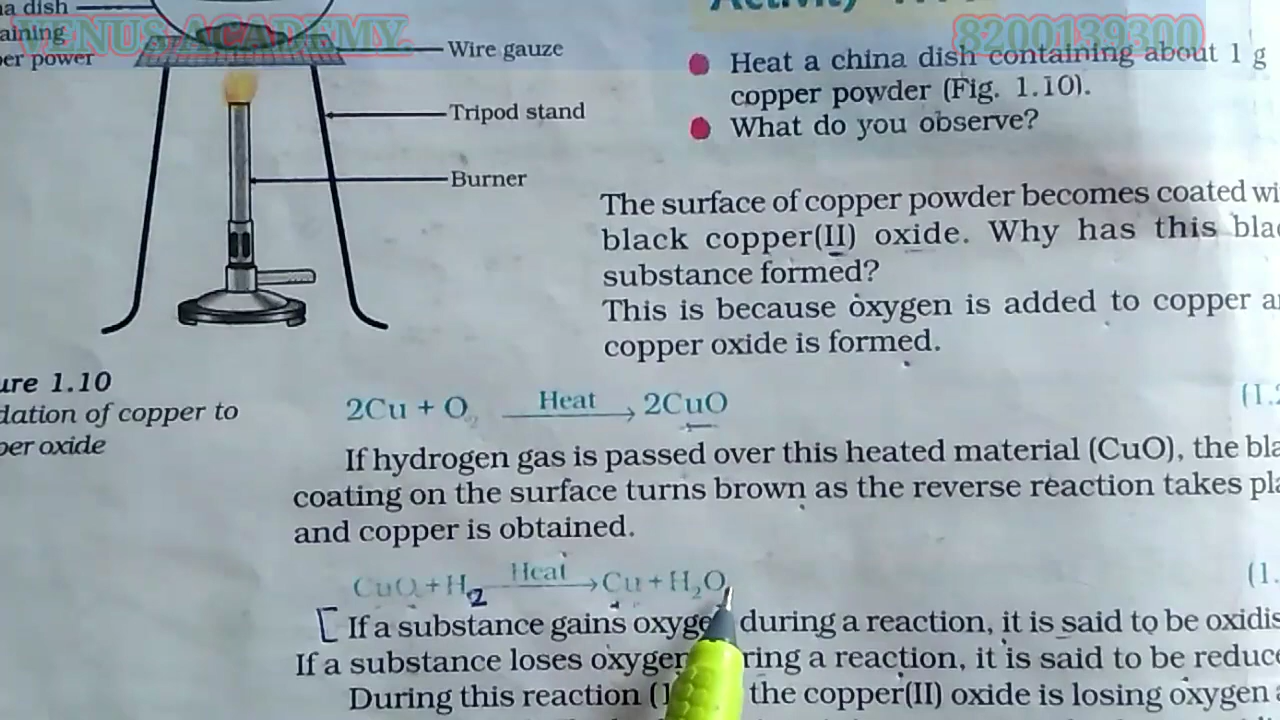 a dish
aining
er power
VENUS ACADEMY.
Wire gauze
Tripod stand
Burner
ure 1.10
dation of copper to
per oxide
8200139300
Heat a china dish containing about 1 g
copper powder (Fig. 1.10).
What do you observe?
The surface of copper powder becomes coated wi
black copper(II) oxide. Why has this bla
substance formed?
This is because oxygen is added to copper a
copper oxide is formed.
2Cu + O₂ Heat → 2CuO
If hydrogen gas is passed over this heated material (CuO), the bla
coating on the surface turns brown as the reverse reaction takes pla
and copper is obtained.
CuO + H₂ Heat → Cu + H₂O
(1.
[ If a substance gains oxyge during a reaction, it is said to be oxidis
If a substance loses oxygen ring a reaction, it is said to be reduce
During this reaction (1 the copper(II) oxide is losing oxygen a